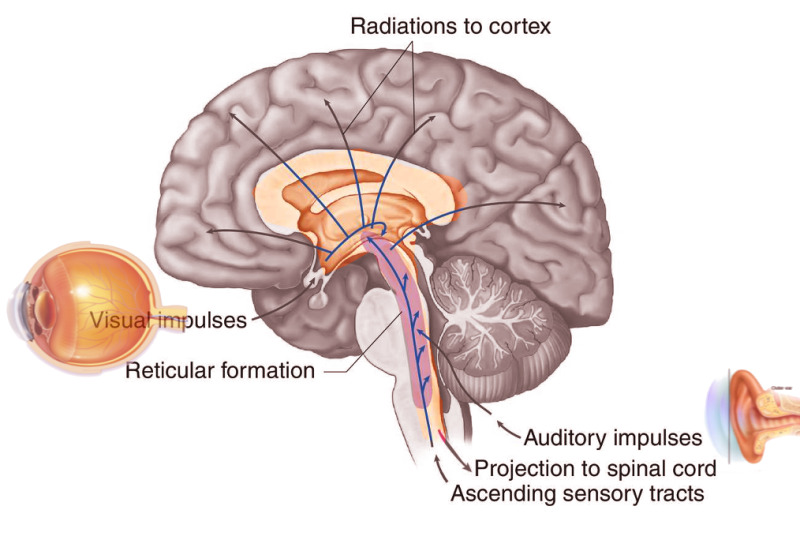 Radiations to cortex
Visual impulses
Reticular formation
Auditory impulses
Projection to spinal cord
Ascending sensory tracts